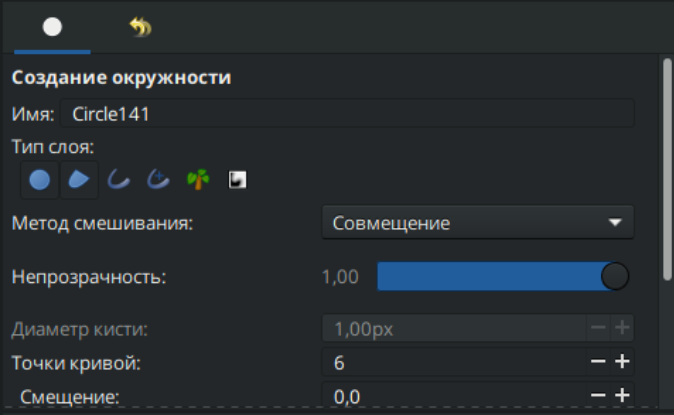 Создание окружности
Имя: Circle141
Тип слоя:
Метод смешивания: Совмещение
Непрозрачность: 1,00
Диаметр кисти: 1,00px
Точки кривой: 6
Смещение: 0,0